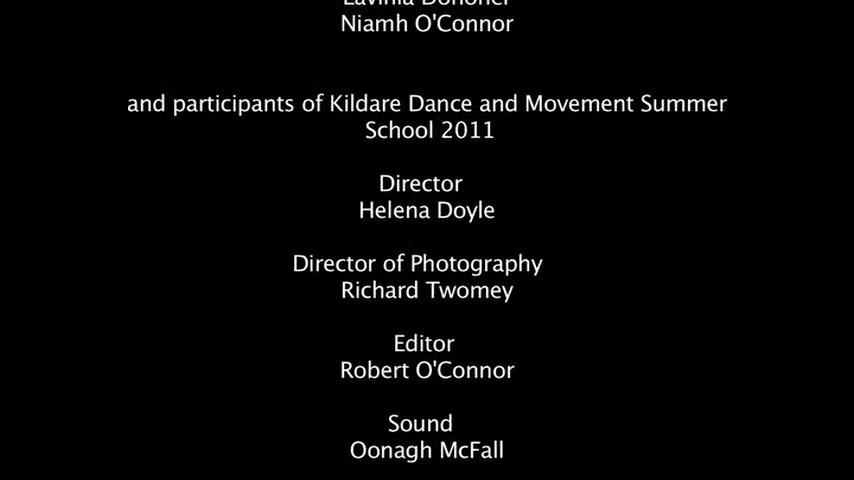 Niamh O'Connor
and participants of Kildare Dance and Movement Summer
School 2011
Director
Helena Doyle
Director of Photography
Richard Twomey
Editor
Robert O'Connor
Sound
Oonagh McFall